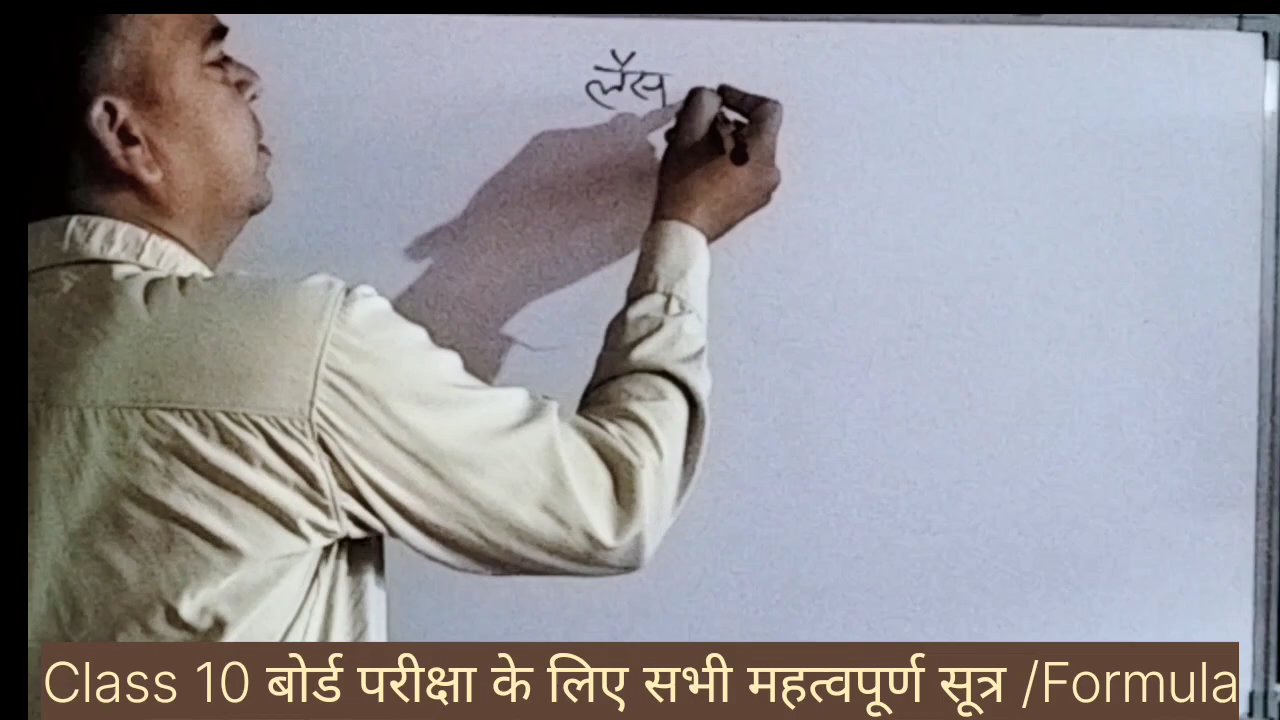 लैंस
Class 10 बोर्ड परीक्षा के लिए सभी महत्वपूर्ण सूत्र /Formula